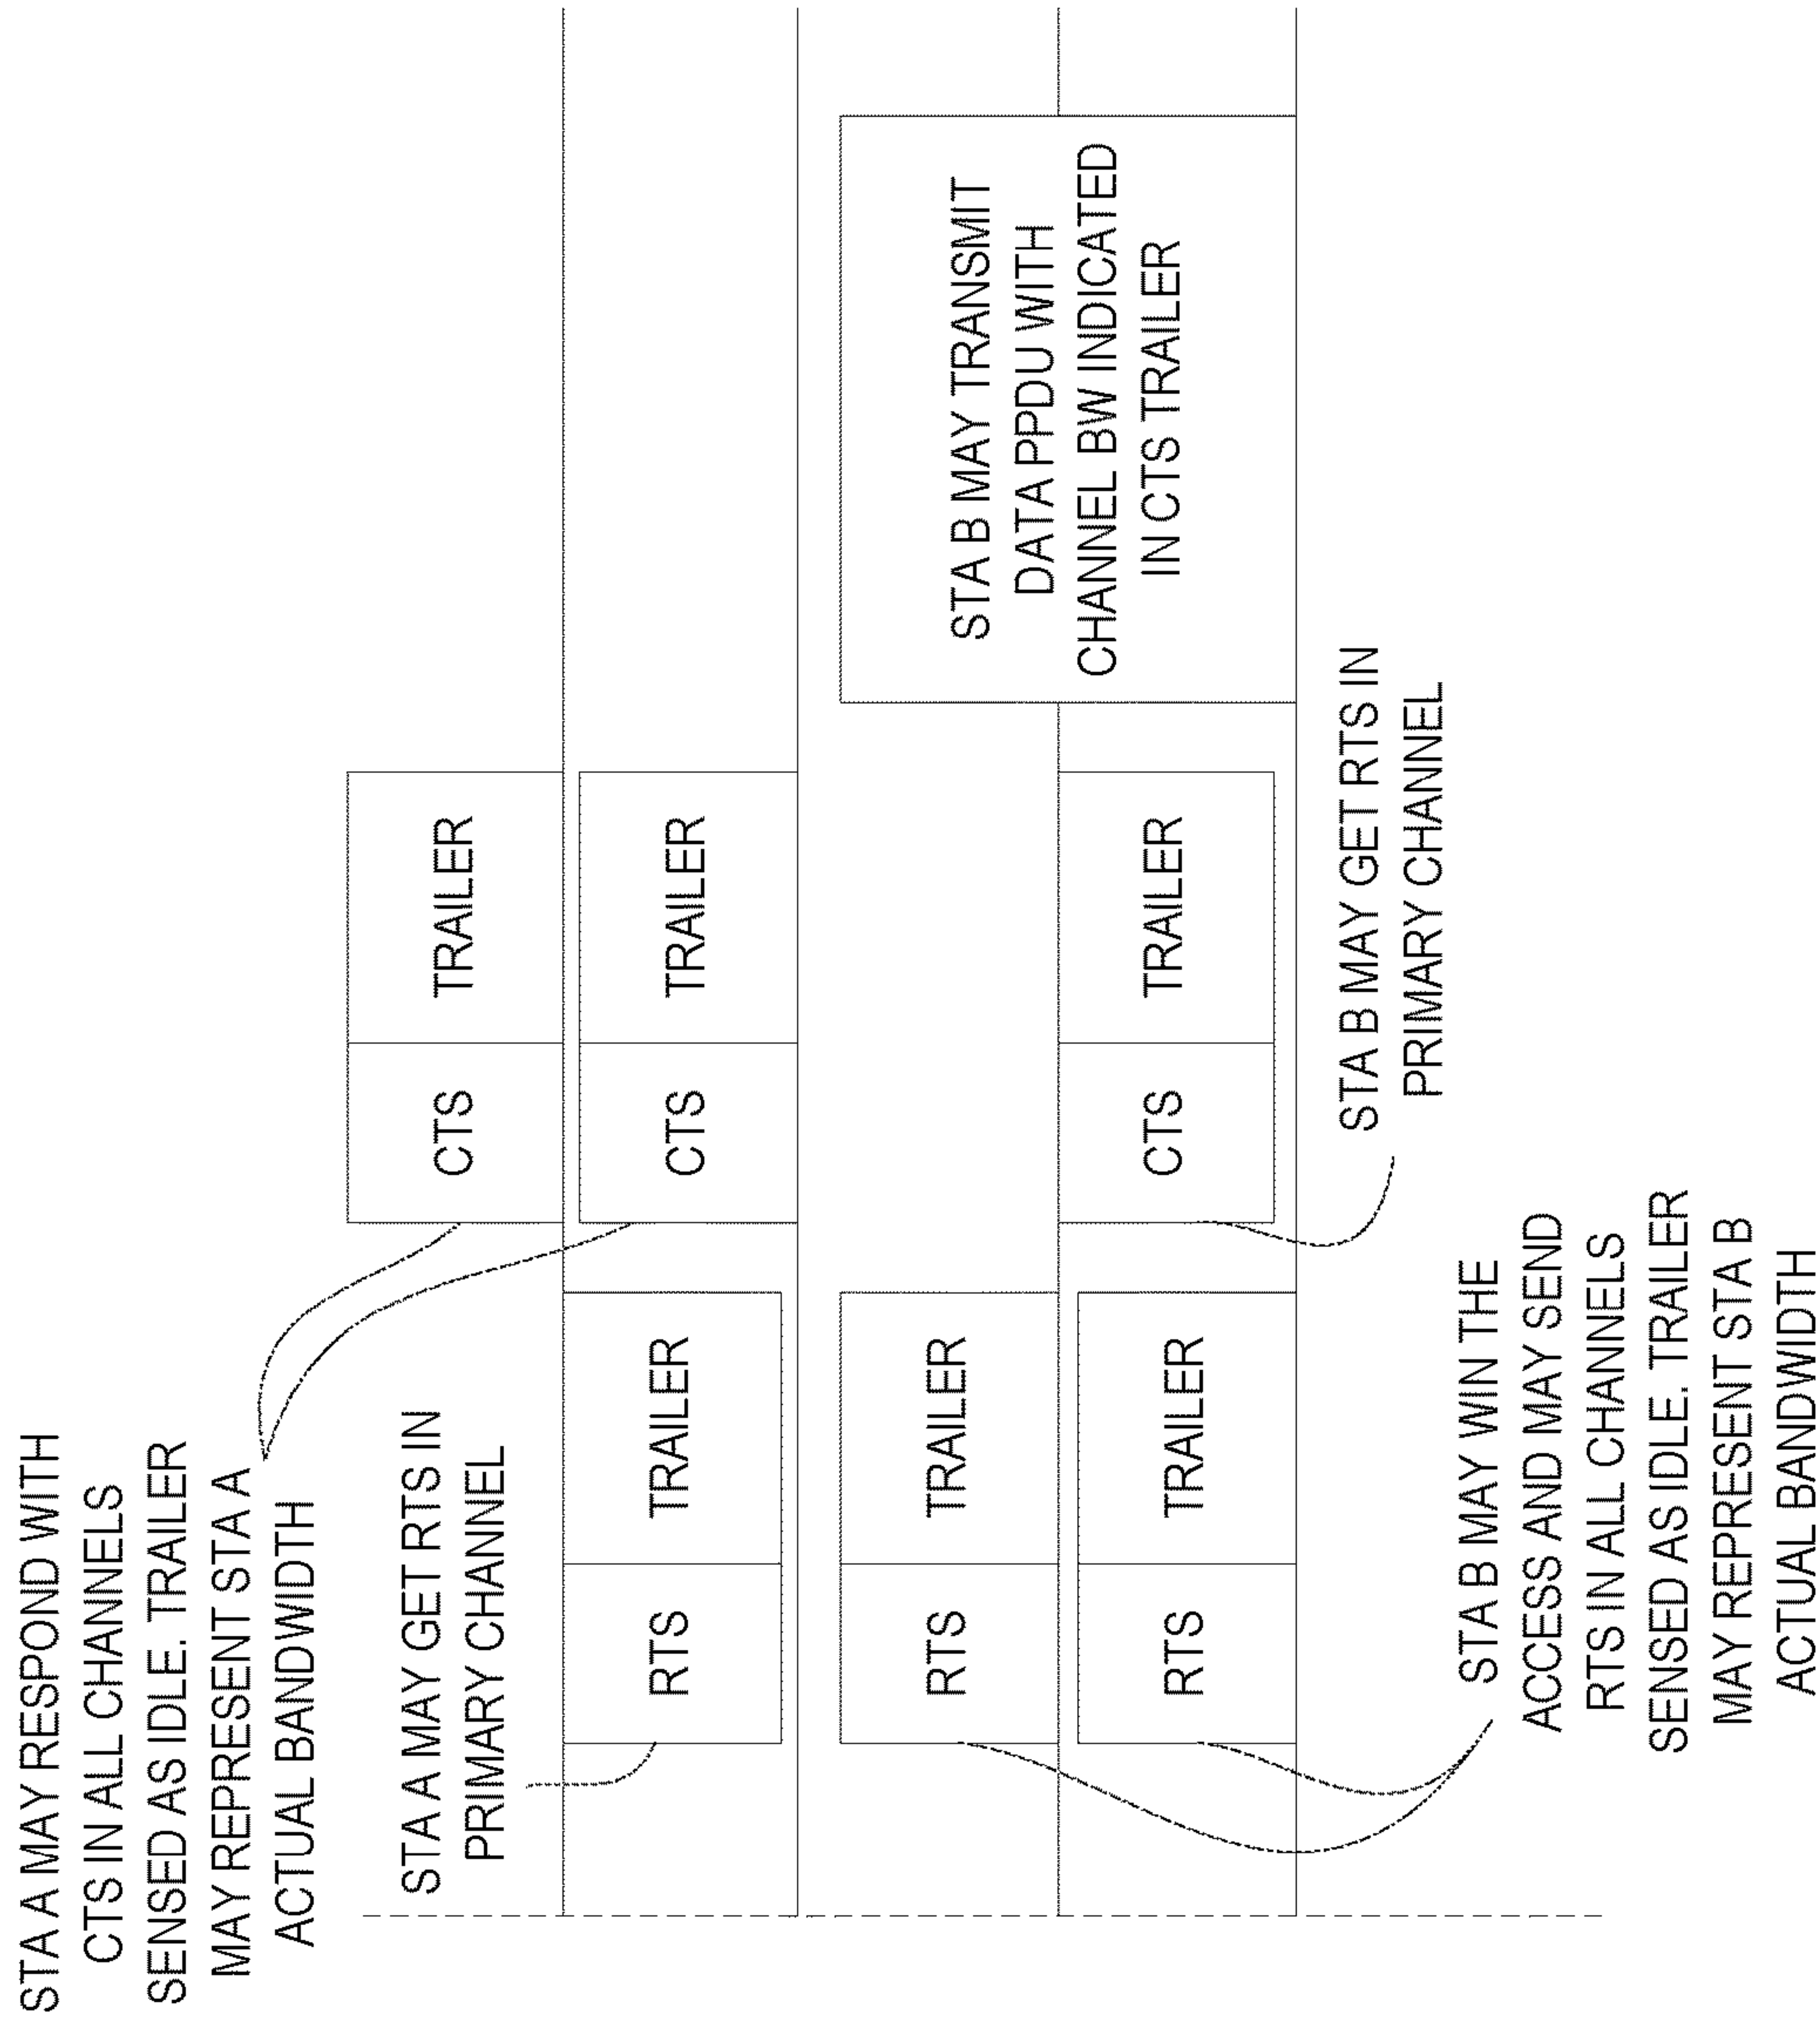 STA A MAY RESPOND WITH
CTS IN ALL CHANNELS
SENSED AS IDLE. TRAILER
MAY REPRESENT STA A
ACTUAL BANDWIDTH
STA A MAY GET RTS IN
PRIMARY CHANNEL
CTS
TRAILER
RTS
TRAILER
CTS
TRAILER
RTS
TRAILER
STA B MAY TRANSMIT
DATA PPDU WITH
CHANNEL BW INDICATED
IN CTS TRAILER
RTS
TRAILER
CTS
TRAILER
STA B MAY GET RTS IN
PRIMARY CHANNEL
STA B MAY WIN THE
ACCESS AND MAY SEND
RTS IN ALL CHANNELS
SENSED AS IDLE. TRAILER
MAY REPRESENT STA B
ACTUAL BANDWIDTH